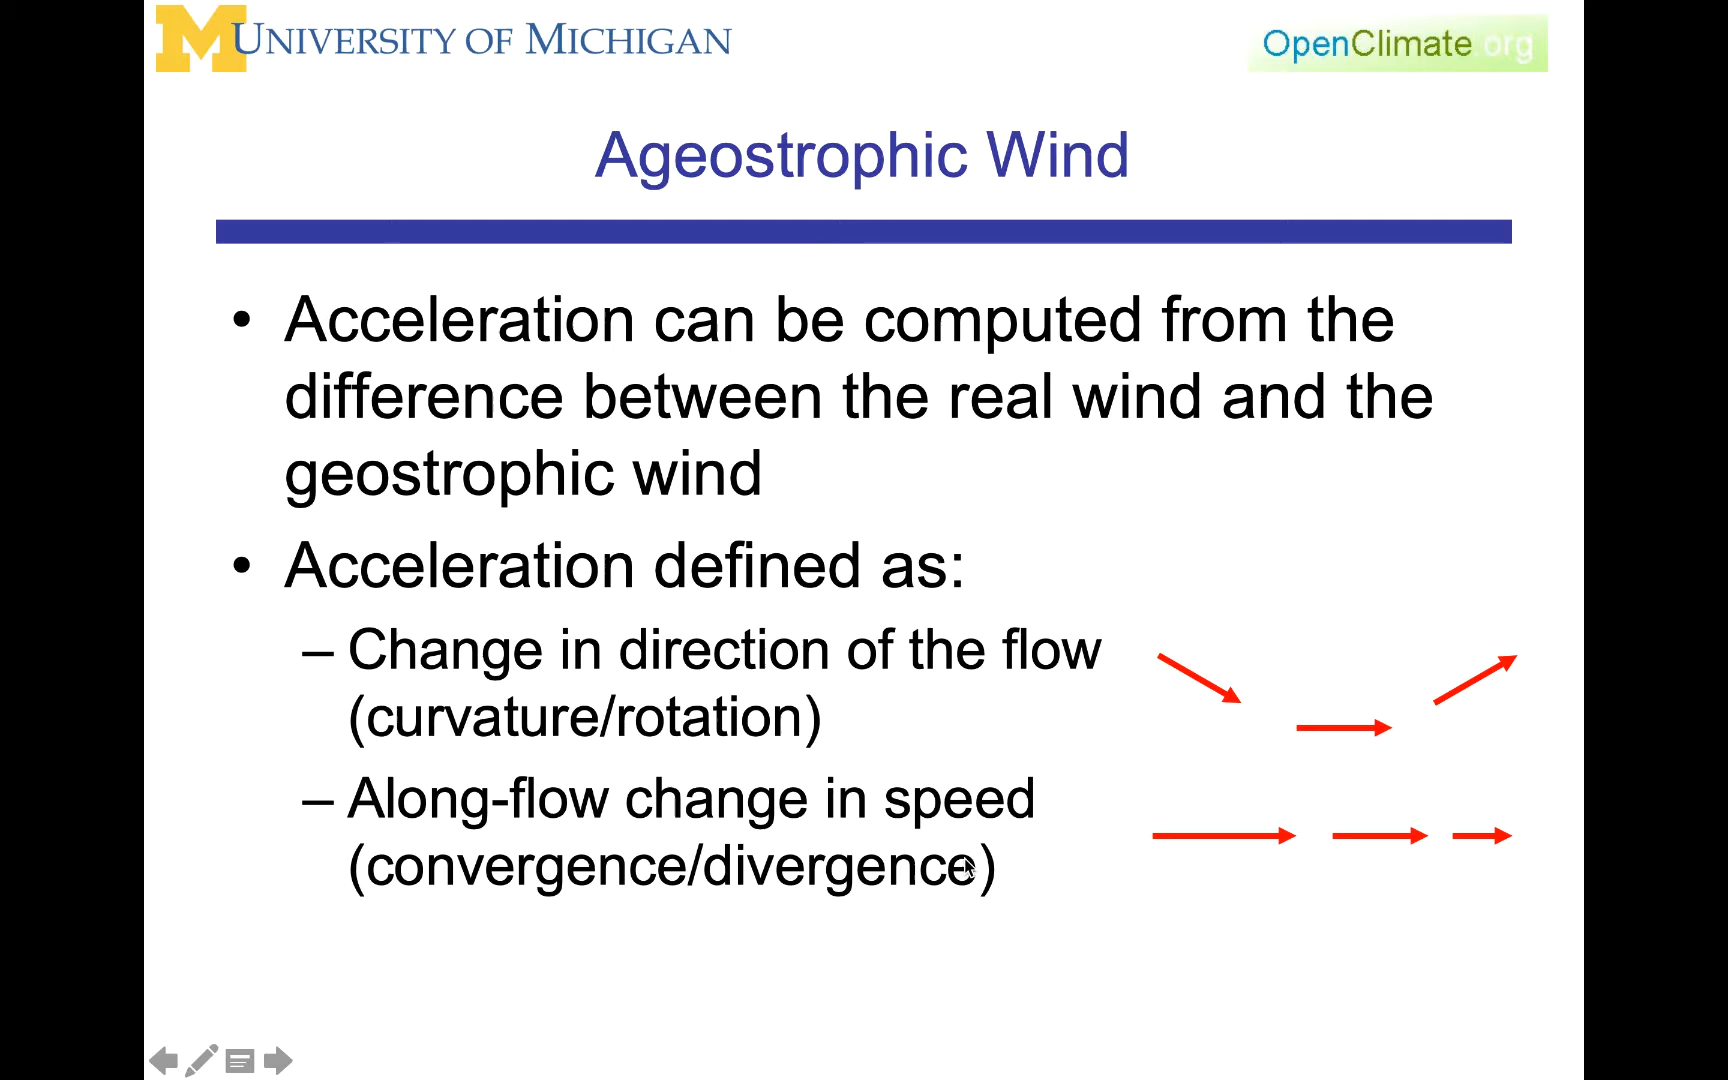 M UNIVERSITY OF MICHIGAN
OpenClimate.org
Ageostrophic Wind
• Acceleration can be computed from the
difference between the real wind and the
geostrophic wind
• Acceleration defined as:
– Change in direction of the flow
(curvature/rotation)
– Along-flow change in speed
(convergence/divergence)